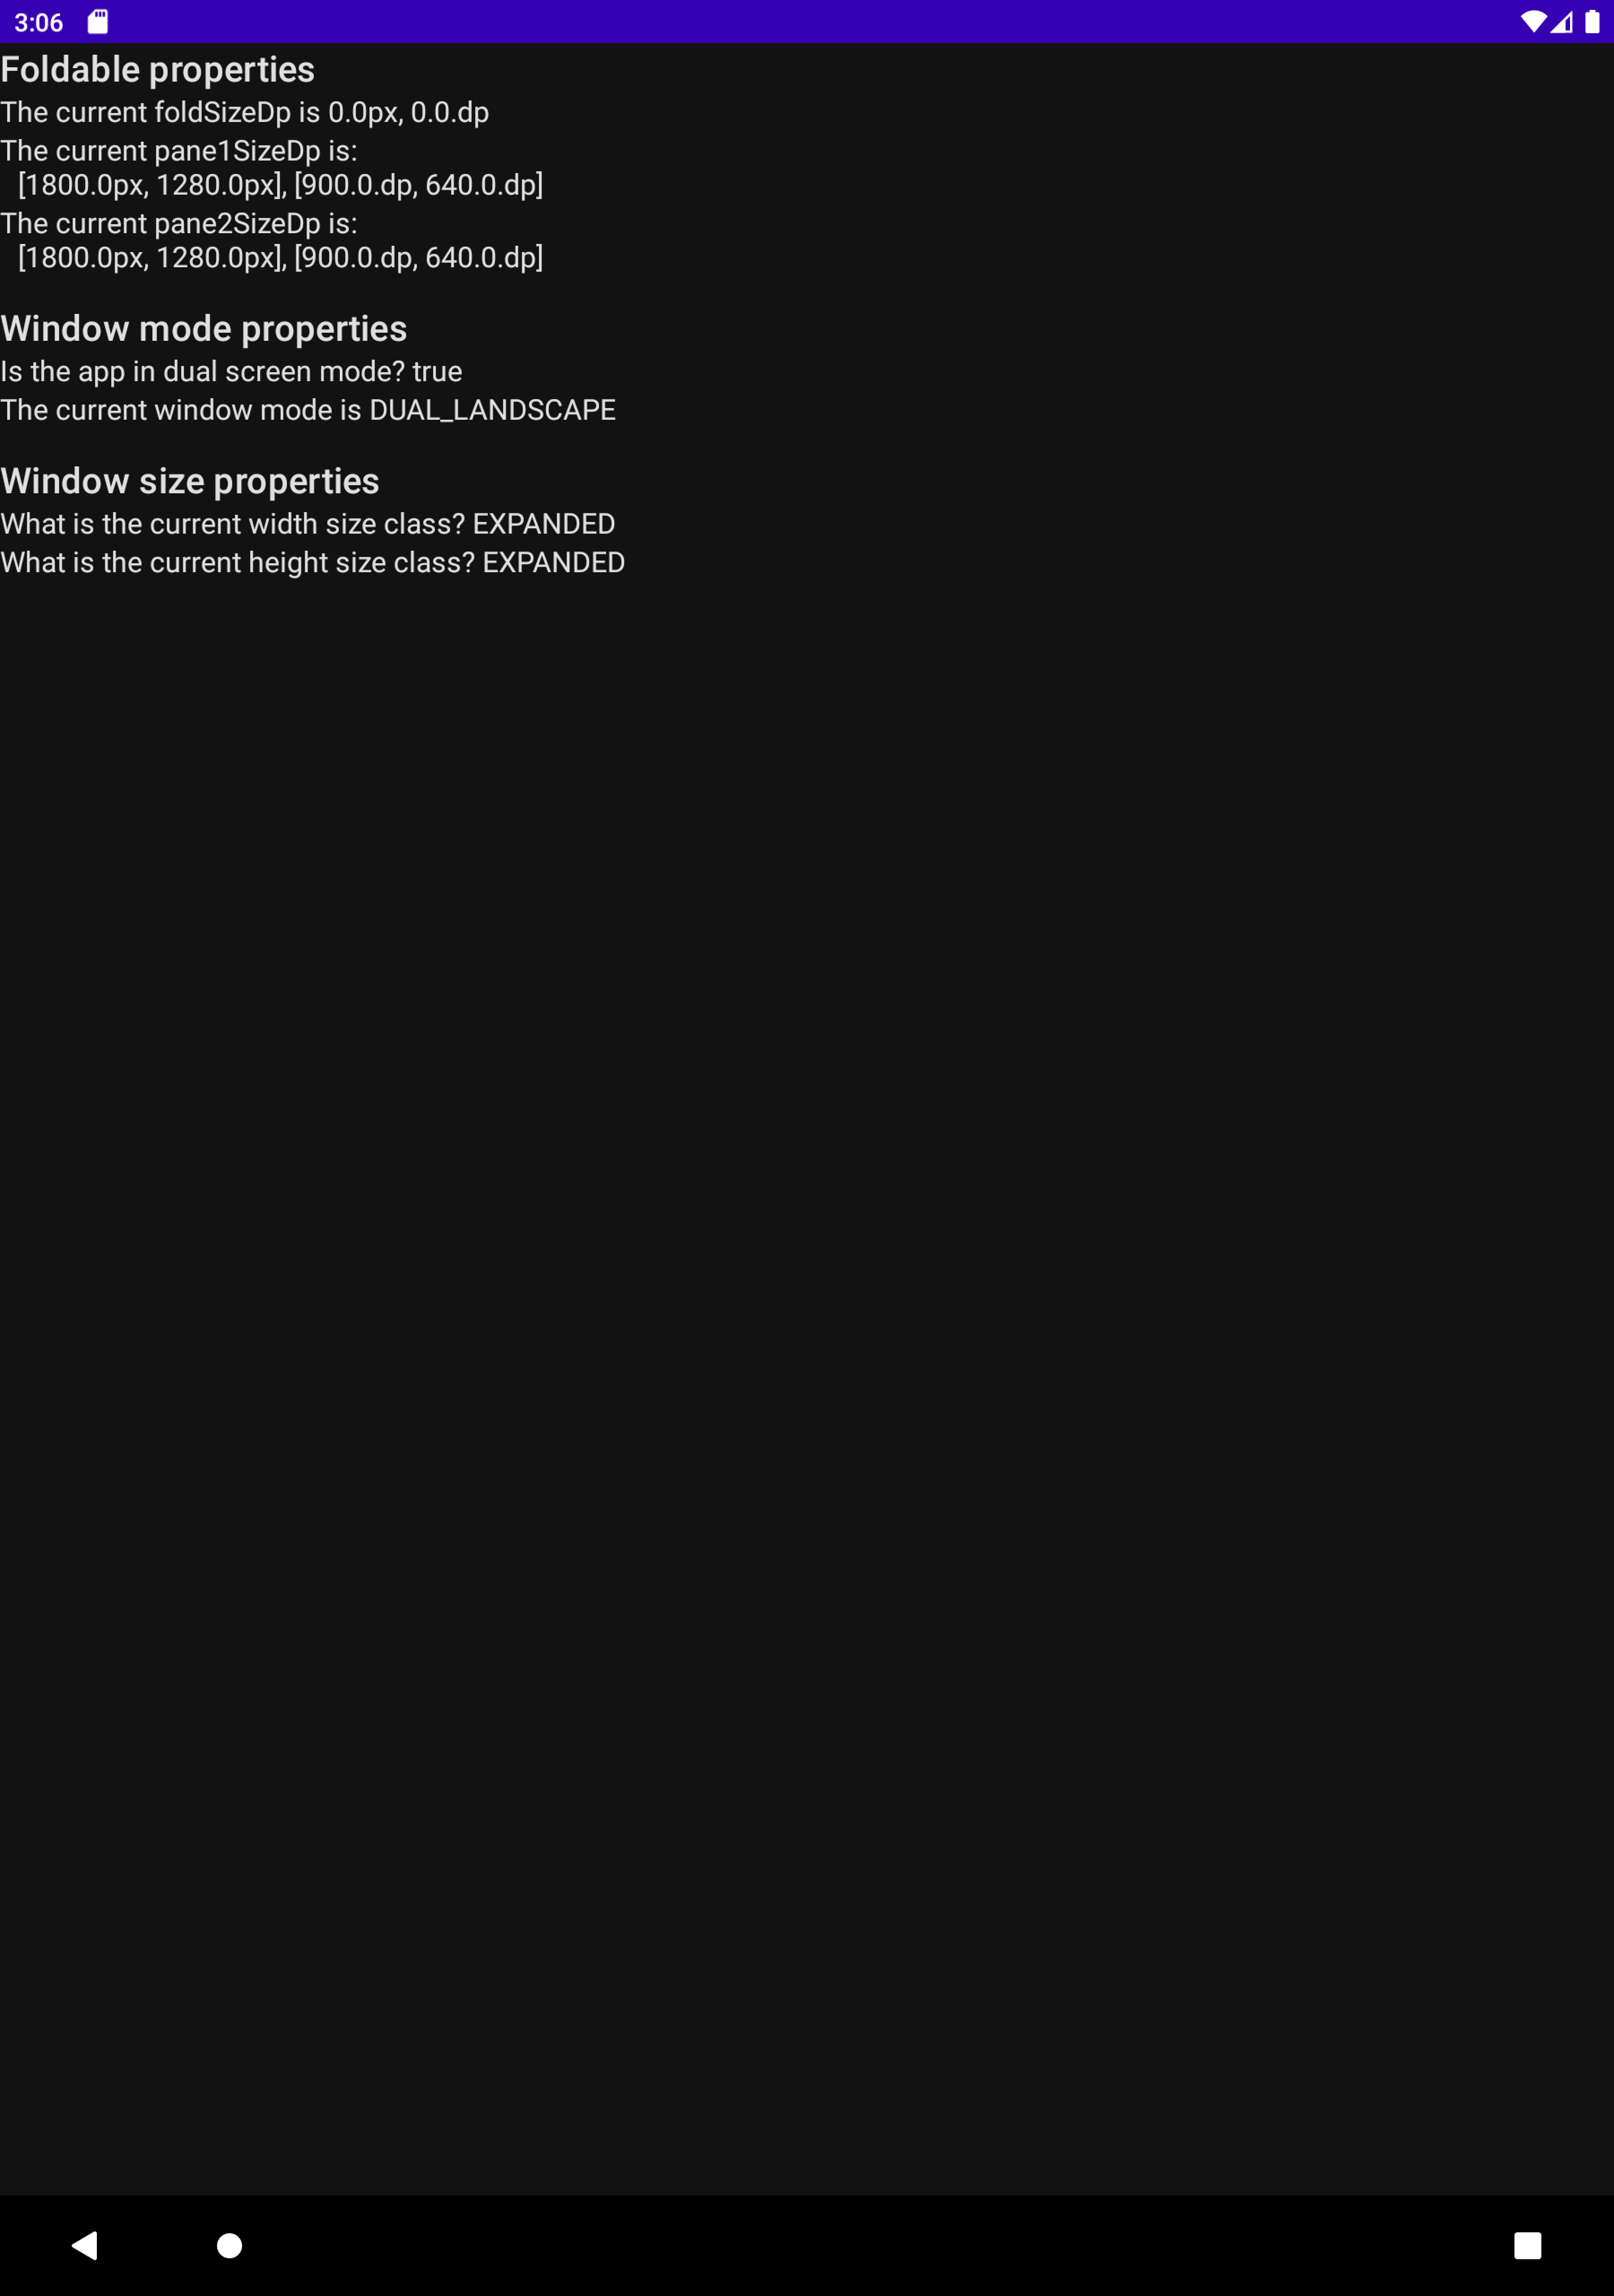 3:06
Foldable properties
The current foldSizeDp is 0.0px, 0.0.dp
The current pane1SizeDp is:
[1800.0px, 1280.0px], [900.0.dp, 640.0.dp]
The current pane2SizeDp is:
[1800.0px, 1280.0px], [900.0.dp, 640.0.dp]
Window mode properties
Is the app in dual screen mode? true
The current window mode is DUAL_LANDSCAPE
Window size properties
What is the current width size class? EXPANDED
What is the current height size class? EXPANDED